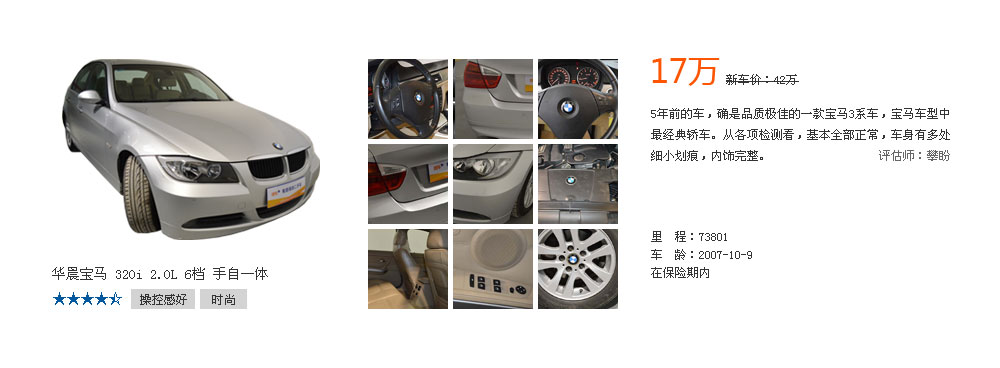 17万 新车价：42万
5年前的车，确是品质极佳的一款宝马3系车，宝马车型中
最经典轿车。从各项检测看，基本全部正常，车身有多处
细小划痕，内饰完整。 评估师：攀盼
里　程：73801
车　龄：2007-10-9
在保险期内
华晨宝马 320i 2.0L 6档 手自一体
操控感好 时尚